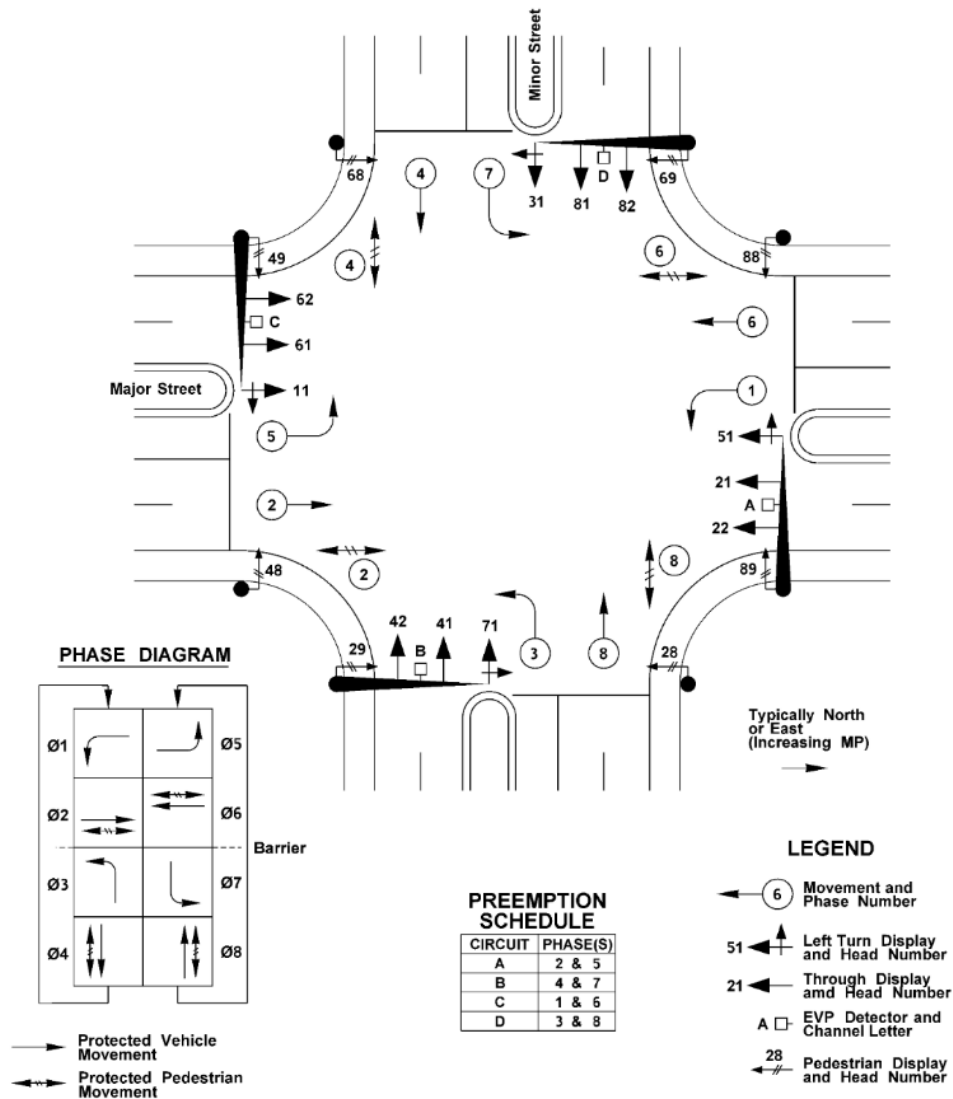 Minor Street
68
4
7
31
81
D
82
69
49
4
6
88
62
C
61
6
Major Street
11
1
5
51
21
2
A
22
48
2
8
89
42
B
41
71
29
3
8
28
PHASE DIAGRAM
Ø1
Ø5
Ø2
Ø6
Barrier
Ø3
Ø7
Ø4
Ø8
Protected Vehicle
Movement
Protected Pedestrian
Movement
Typically North
or East
(Increasing MP)
PREEMPTION
SCHEDULE
CIRCUIT PHASE(S)
A 2 & 5
B 4 & 7
C 1 & 6
D 3 & 8
LEGEND
6 Movement and
Phase Number
51 Left Turn Display
and Head Number
21 Through Display
amd Head Number
A EVP Detector and
Channel Letter
28 Pedestrian Display
and Head Number